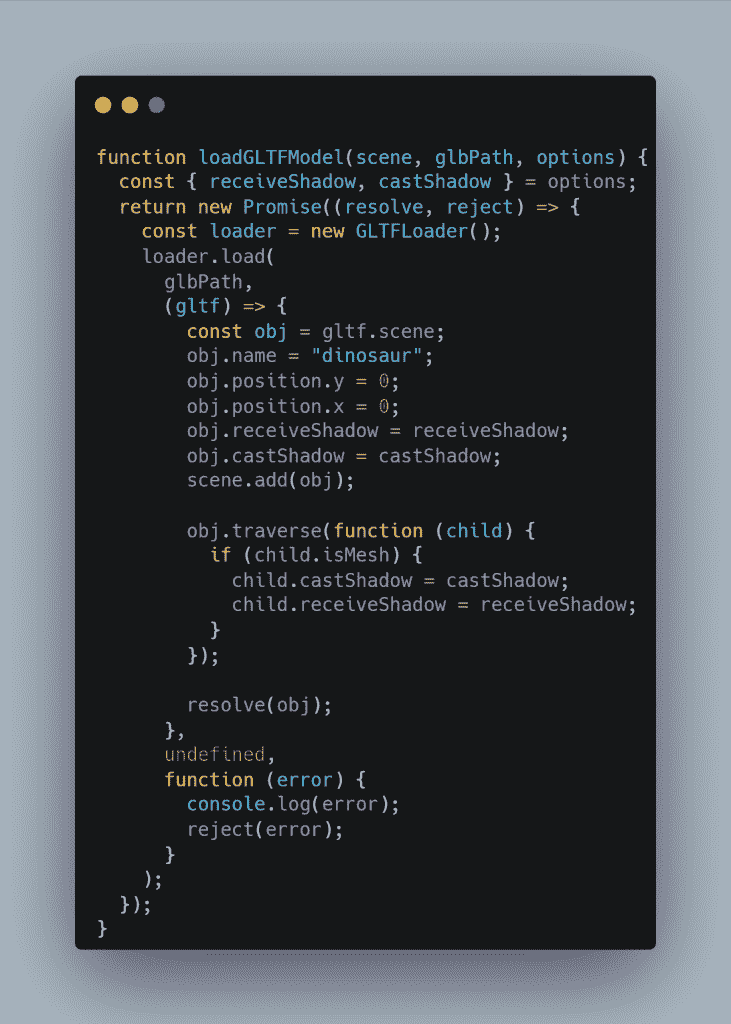 function loadGLTFModel(scene, glbPath, options) {
  const { receiveShadow, castShadow } = options;
  return new Promise((resolve, reject) => {
    const loader = new GLTFLoader();
    loader.load(
      glbPath,
      (gltf) => {
        const obj = gltf.scene;
        obj.name = "dinosaur";
        obj.position.y = 0;
        obj.position.x = 0;
        obj.receiveShadow = receiveShadow;
        obj.castShadow = castShadow;
        scene.add(obj);

        obj.traverse(function (child) {
          if (child.isMesh) {
            child.castShadow = castShadow;
            child.receiveShadow = receiveShadow;
          }
        });

        resolve(obj);
      },
      undefined,
      function (error) {
        console.log(error);
        reject(error);
      }
    );
  });
}